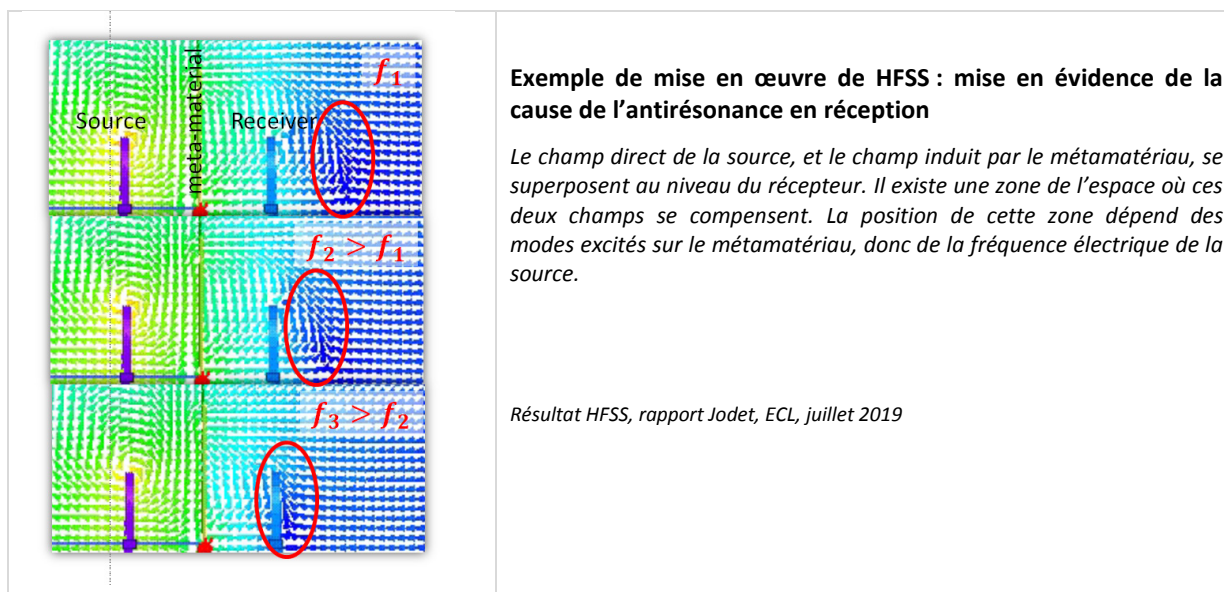 f₁
meta-material
Source
Receiver
f₂ > f₁
f₃ > f₂
Exemple de mise en œuvre de HFSS : mise en évidence de la
cause de l’antirésonance en réception
Le champ direct de la source, et le champ induit par le métamatériau, se
superposent au niveau du récepteur. Il existe une zone de l’espace où ces
deux champs se compensent. La position de cette zone dépend des
modes excités sur le métamatériau, donc de la fréquence électrique de la
source.
Résultat HFSS, rapport Jodet, ECL, juillet 2019